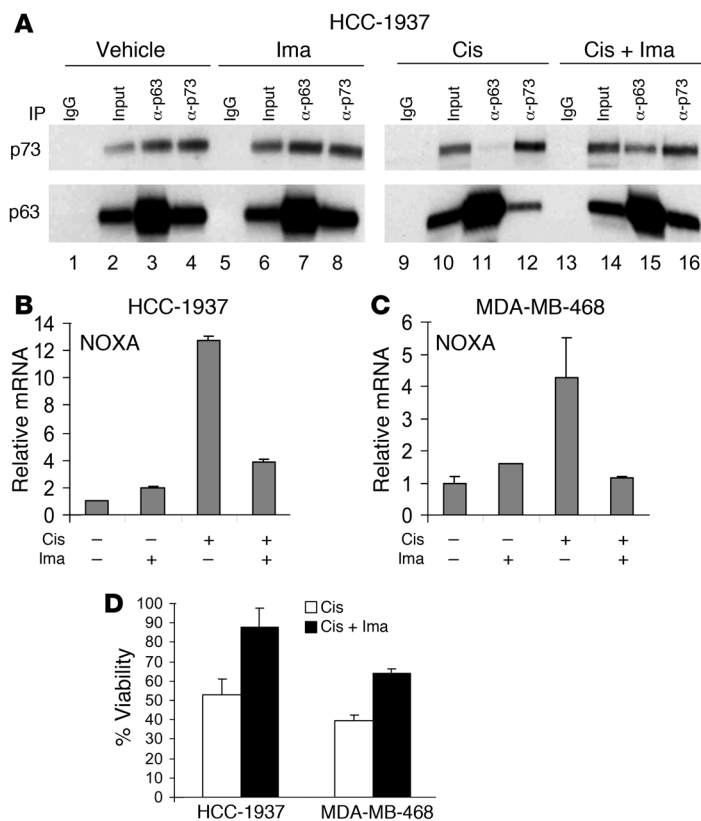 A
HCC-1937
Vehicle Ima Cis Cis + Ima
IP IgG Input α-p63 α-p73 IgG Input α-p63 α-p73 IgG Input α-p63 α-p73 IgG Input α-p63 α-p73
p73
p63
1 2 3 4 5 6 7 8 9 10 11 12 13 14 15 16
B HCC-1937
NOXA
Relative mRNA
14
12
10
8
6
4
2
0
Cis – – + +
Ima – + – +
C MDA-MB-468
NOXA
Relative mRNA
6
5
4
3
2
1
0
Cis – – + +
Ima – + – +
D
Cis
Cis + Ima
% Viability
100
90
80
70
60
50
40
30
20
10
0
HCC-1937 MDA-MB-468